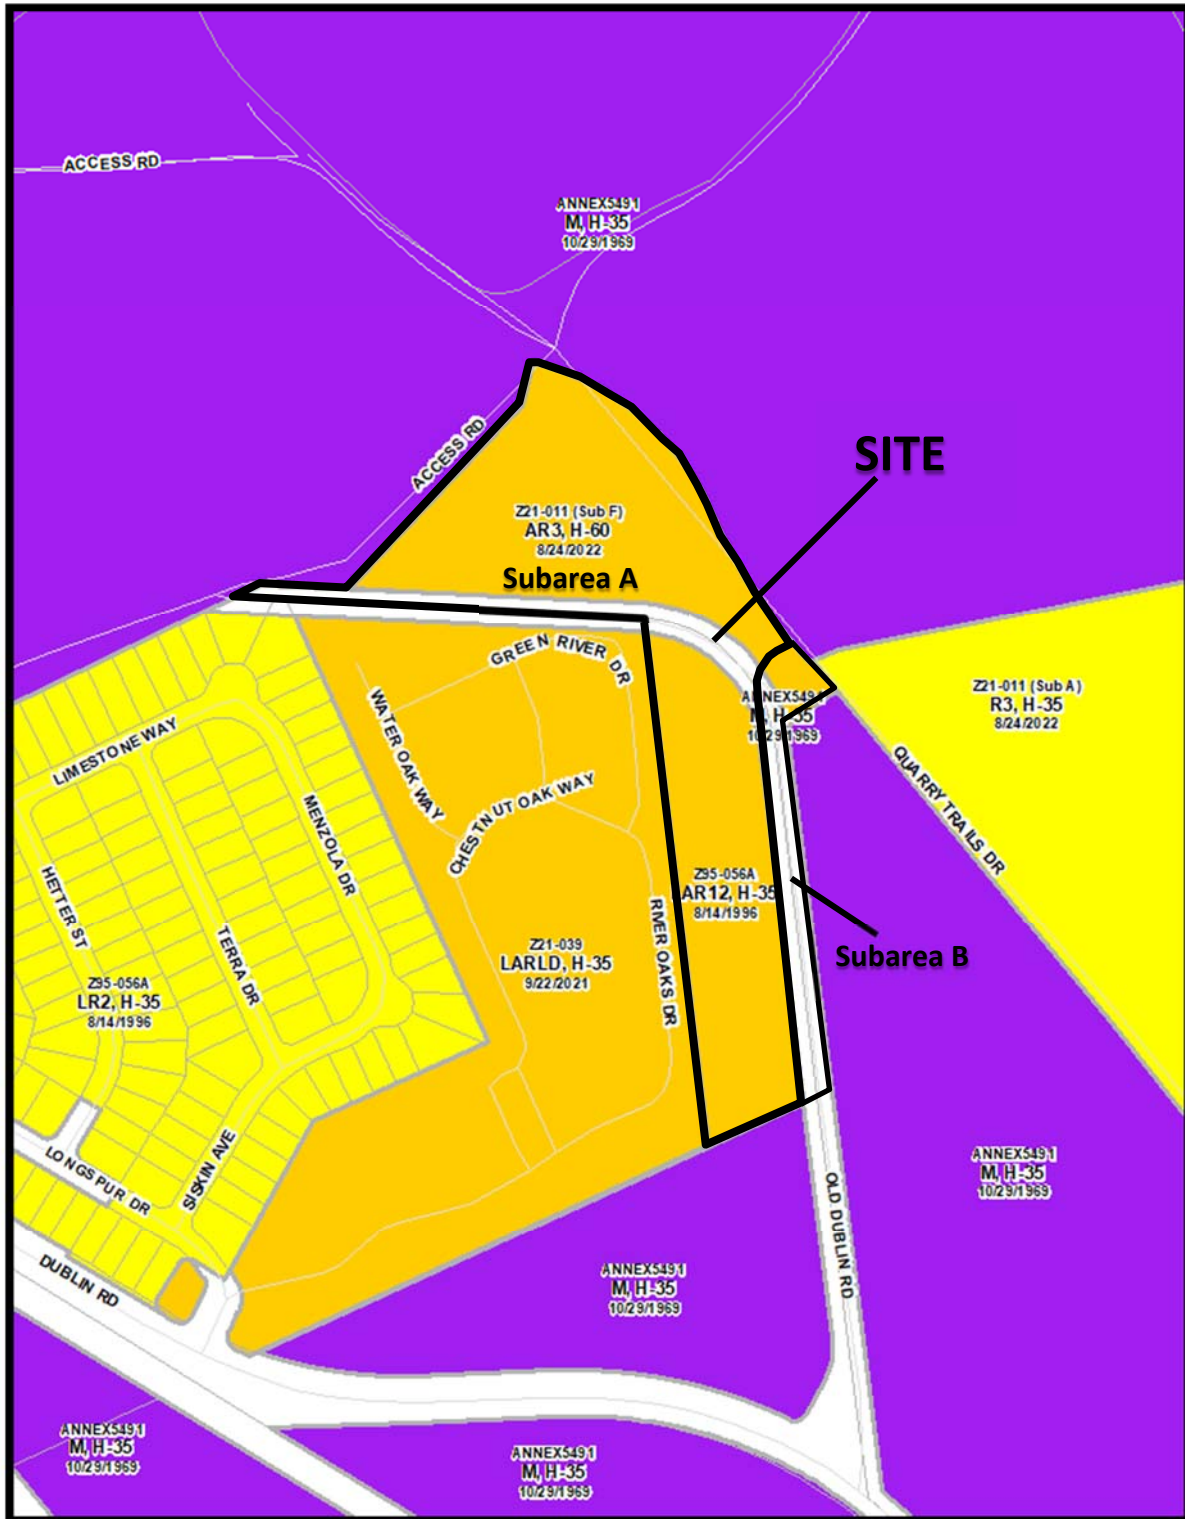 ACCESS RD
ANNEX5491
M, H-35
10/29/1969
ACCESS RD
SITE
Z21-011 (Sub F)
AR3, H-60
8/24/2022
Subarea A
GREEN RIVER DR
Z21-011 (Sub A)
R3, H-35
8/24/2022
ANNEX5491
M, H-35
10/29/1969
WATER OAK WAY
LIMESTONE WAY
QUARRY TRAILS DR
CHESTNUT OAK WAY
MENZOLA DR
HETTER ST
Z95-056A
AR12, H-35
8/14/1996
TERRA DR
RIVER OAKS DR
Z21-039
LARLD, H-35
9/22/2021
Subarea B
Z95-056A
LR2, H-35
8/14/1996
SISKIN AVE
LONGSPUR DR
ANNEX5491
M, H-35
10/29/1969
OLD DUBLIN RD
DUBLIN RD
ANNEX5491
M, H-35
10/29/1969
ANNEX5491
M, H-35
10/29/1969
ANNEX5491
M, H-35
10/29/1969